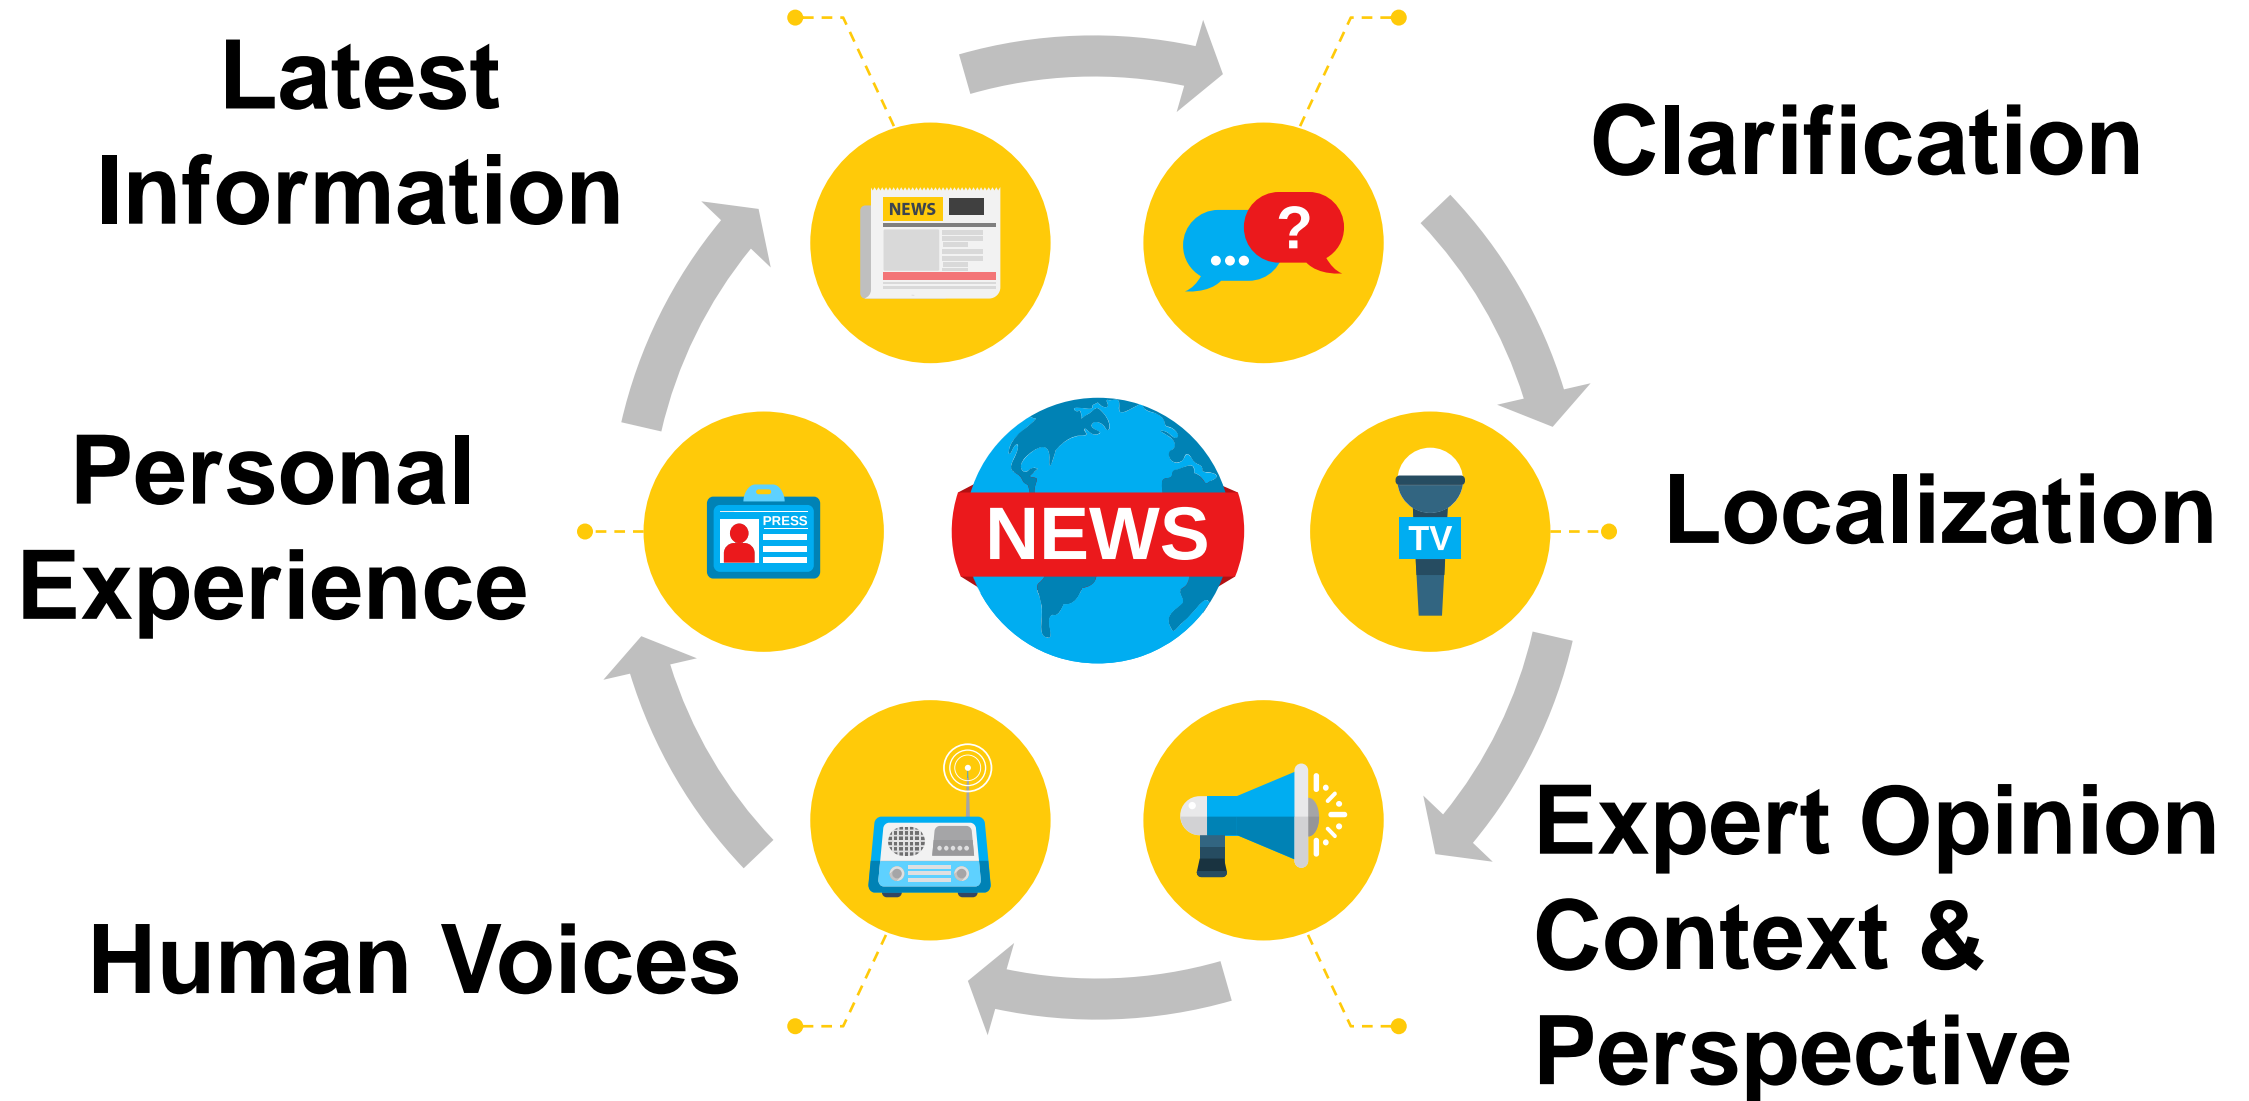 Latest
Information
Clarification
NEWS
?
Personal
Experience
PRESS
NEWS
TV
Localization
Human Voices
Expert Opinion
Context &
Perspective